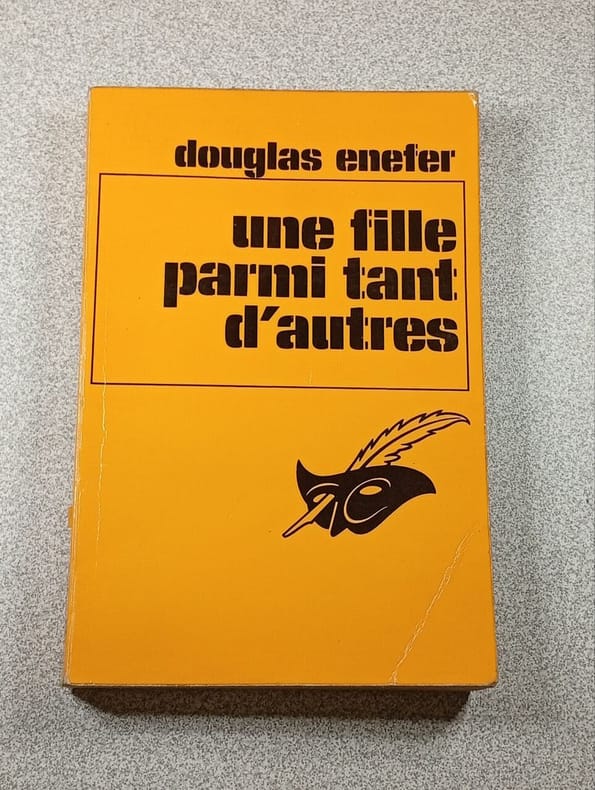 douglas enefer
une fille
parmi tant
d'autres